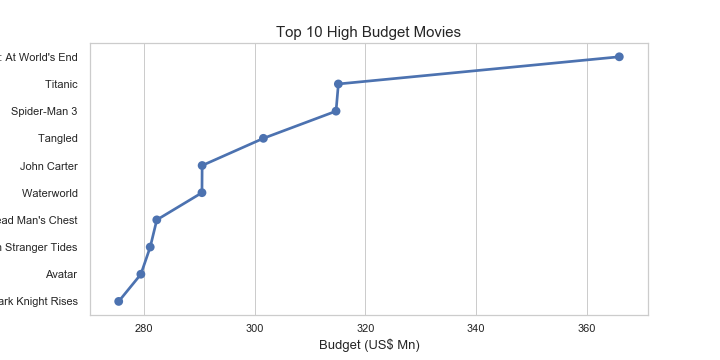 Top 10 High Budget Movies
: At World's End
Titanic
Spider-Man 3
Tangled
John Carter
Waterworld
ead Man's Chest
Stranger Tides
Avatar
ark Knight Rises
280 300 320 340 360
Budget (US$ Mn)